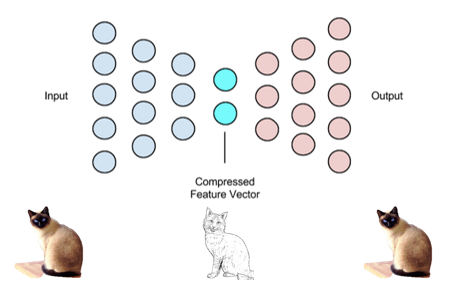 Input
Output
Compressed
Feature Vector